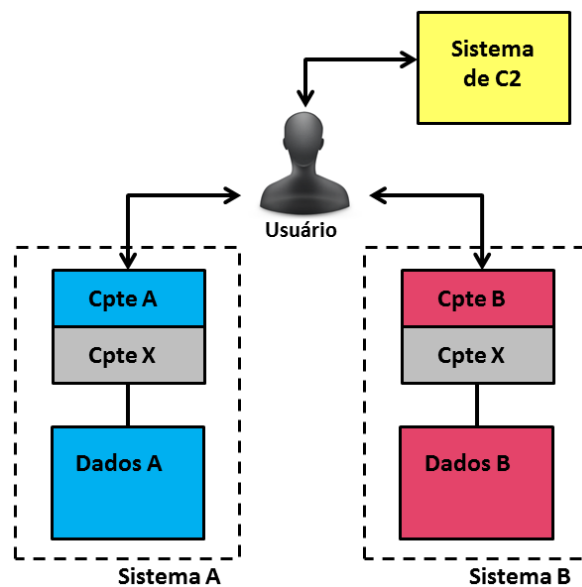 Sistema
de C2
Usuário
Cpte A
Cpte X
Dados A
Sistema A
Cpte B
Cpte X
Dados B
Sistema B